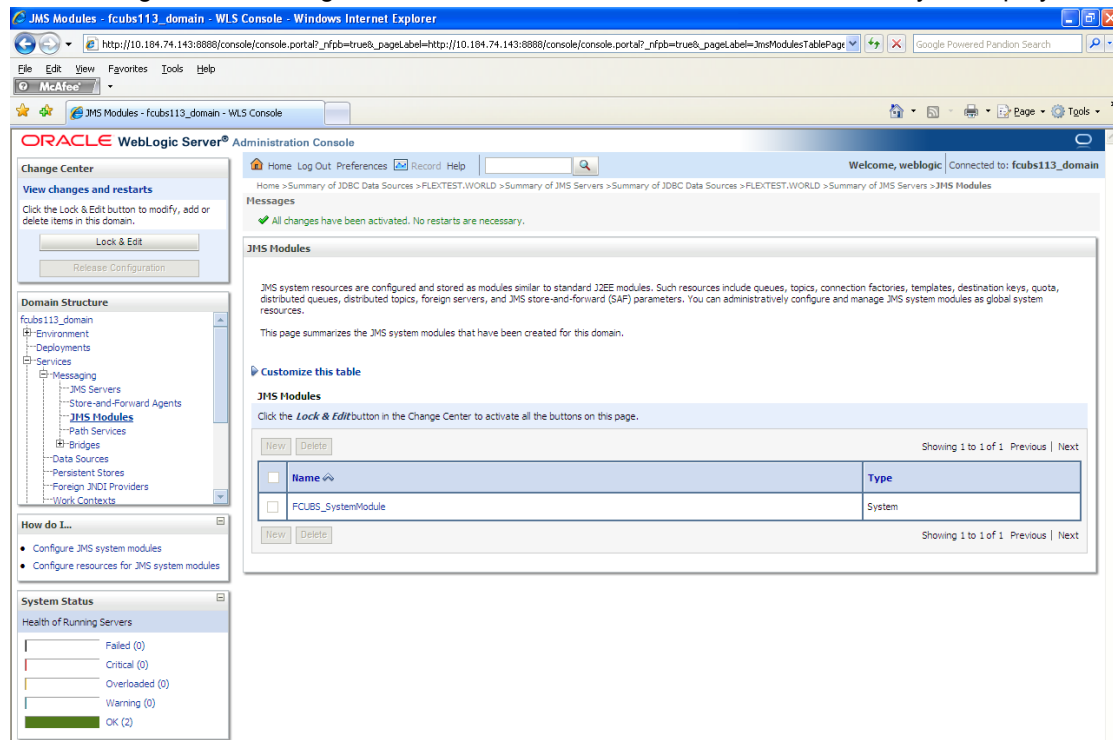 JMS Modules - fcubs113_domain - WLS Console - Windows Internet Explorer
http://10.184.74.143:8888/console/console.portal?_nfpb=true&_pageLabel=http://10.184.74.143:8888/console/console.portal?_nfpb=true&_pageLabel=JmsModulesTablePage
Google Powered Pandion Search
File Edit View Favorites Tools Help
McAfee
JMS Modules - fcubs113_domain - WLS Console
Page Tools
ORACLE WebLogic Server® Administration Console
Change Center
View changes and restarts
Click the Lock & Edit button to modify, add or
delete items in this domain.
Lock & Edit
Release Configuration
Domain Structure
fcubs113_domain
Environment
Deployments
Services
Messaging
JMS Servers
Store-and-Forward Agents
JMS Modules
Path Services
Bridges
Data Sources
Persistent Stores
Foreign JNDI Providers
Work Contexts
How do I...
Configure JMS system modules
Configure resources for JMS system modules
System Status
Health of Running Servers
Failed (0)
Critical (0)
Overloaded (0)
Warning (0)
OK (2)
Home Log Out Preferences Record Help
Welcome, weblogic Connected to: fcubs113_domain
Home >Summary of JDBC Data Sources >FLEXTEST.WORLD >Summary of JMS Servers >Summary of JDBC Data Sources >FLEXTEST.WORLD >Summary of JMS Servers >JMS Modules
Messages
All changes have been activated. No restarts are necessary.
JMS Modules
JMS system resources are configured and stored as modules similar to standard J2EE modules. Such resources include queues, topics, connection factories, templates, destination keys, quota,
distributed queues, distributed topics, foreign servers, and JMS store-and-forward (SAF) parameters. You can administratively configure and manage JMS system modules as global system
resources.
This page summarizes the JMS system modules that have been created for this domain.
Customize this table
JMS Modules
Click the Lock & Edit button in the Change Center to activate all the buttons on this page.
New Delete
Showing 1 to 1 of 1 Previous | Next
Name Type
FCUBS_SystemModule System
New Delete
Showing 1 to 1 of 1 Previous | Next